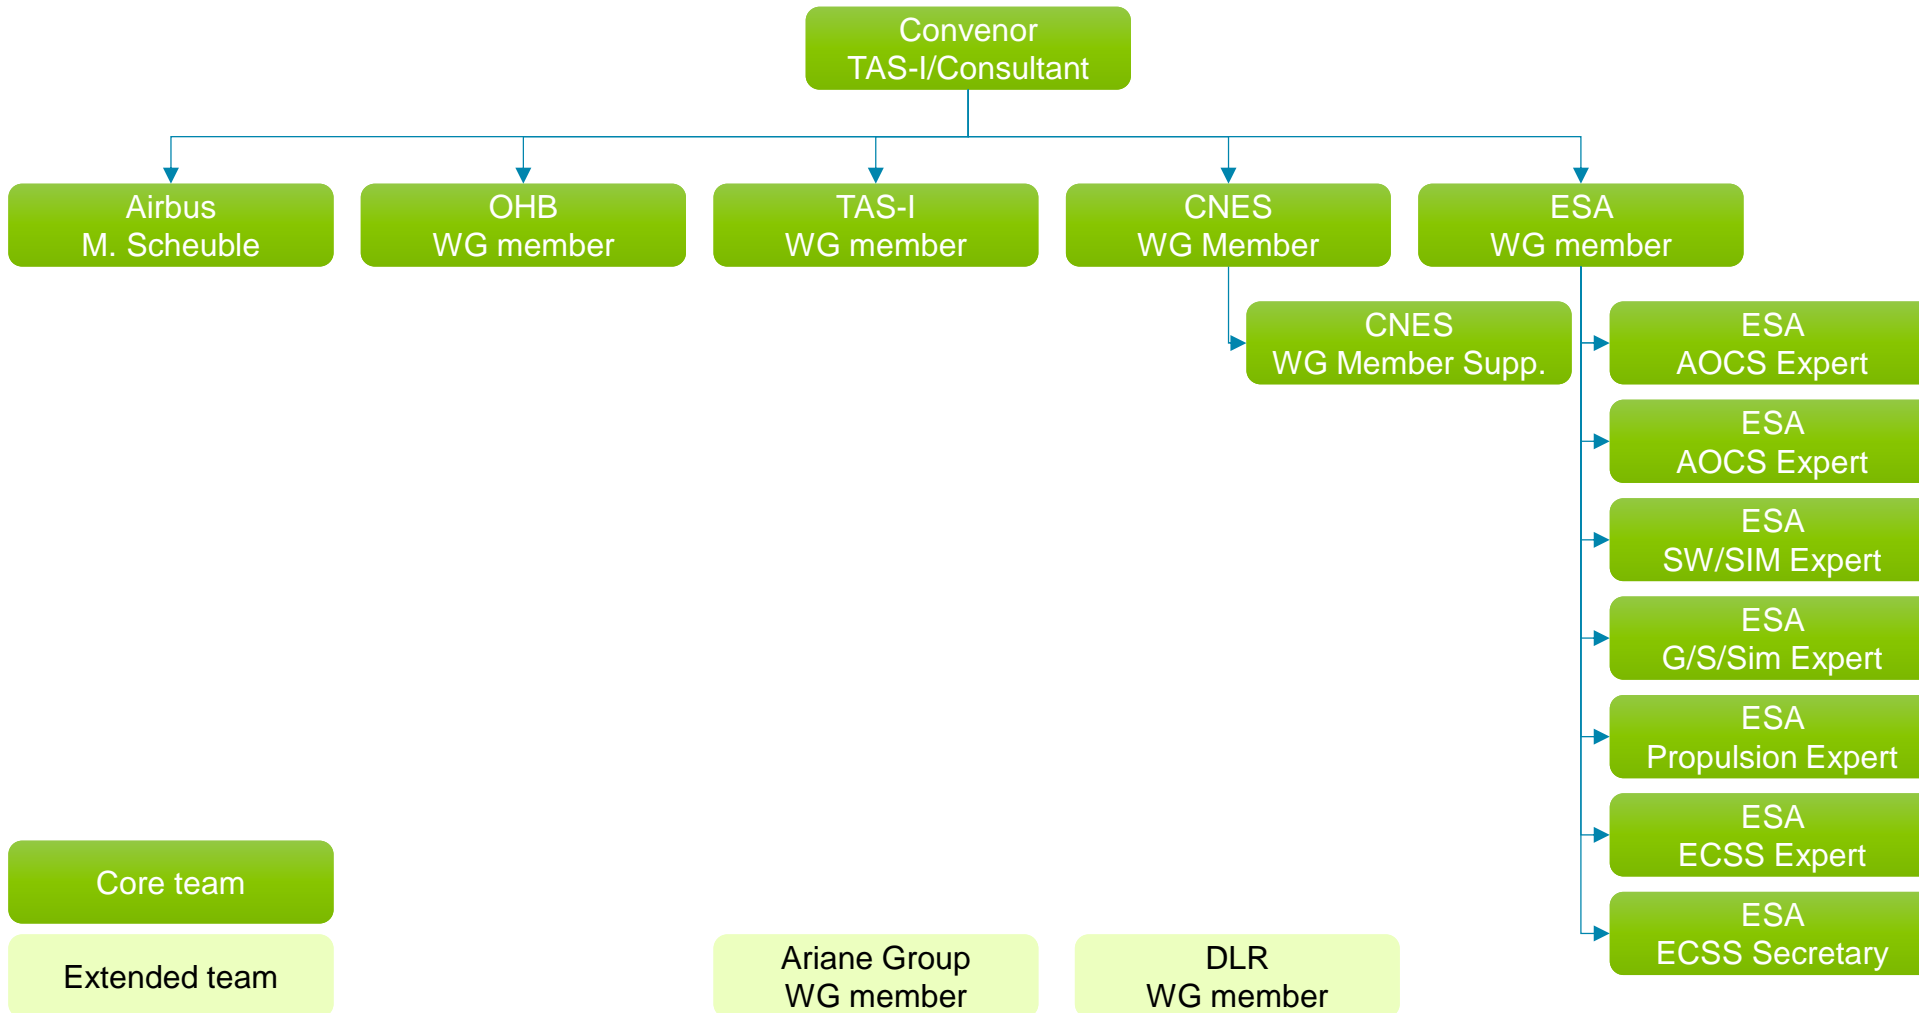 Convenor
TAS-I/Consultant
Airbus
M. Scheuble
OHB
WG member
TAS-I
WG member
CNES
WG Member
ESA
WG member
CNES
WG Member Supp.
ESA
AOCS Expert
ESA
AOCS Expert
ESA
SW/SIM Expert
ESA
G/S/Sim Expert
ESA
Propulsion Expert
ESA
ECSS Expert
ESA
ECSS Secretary
Core team
Extended team
Ariane Group
WG member
DLR
WG member